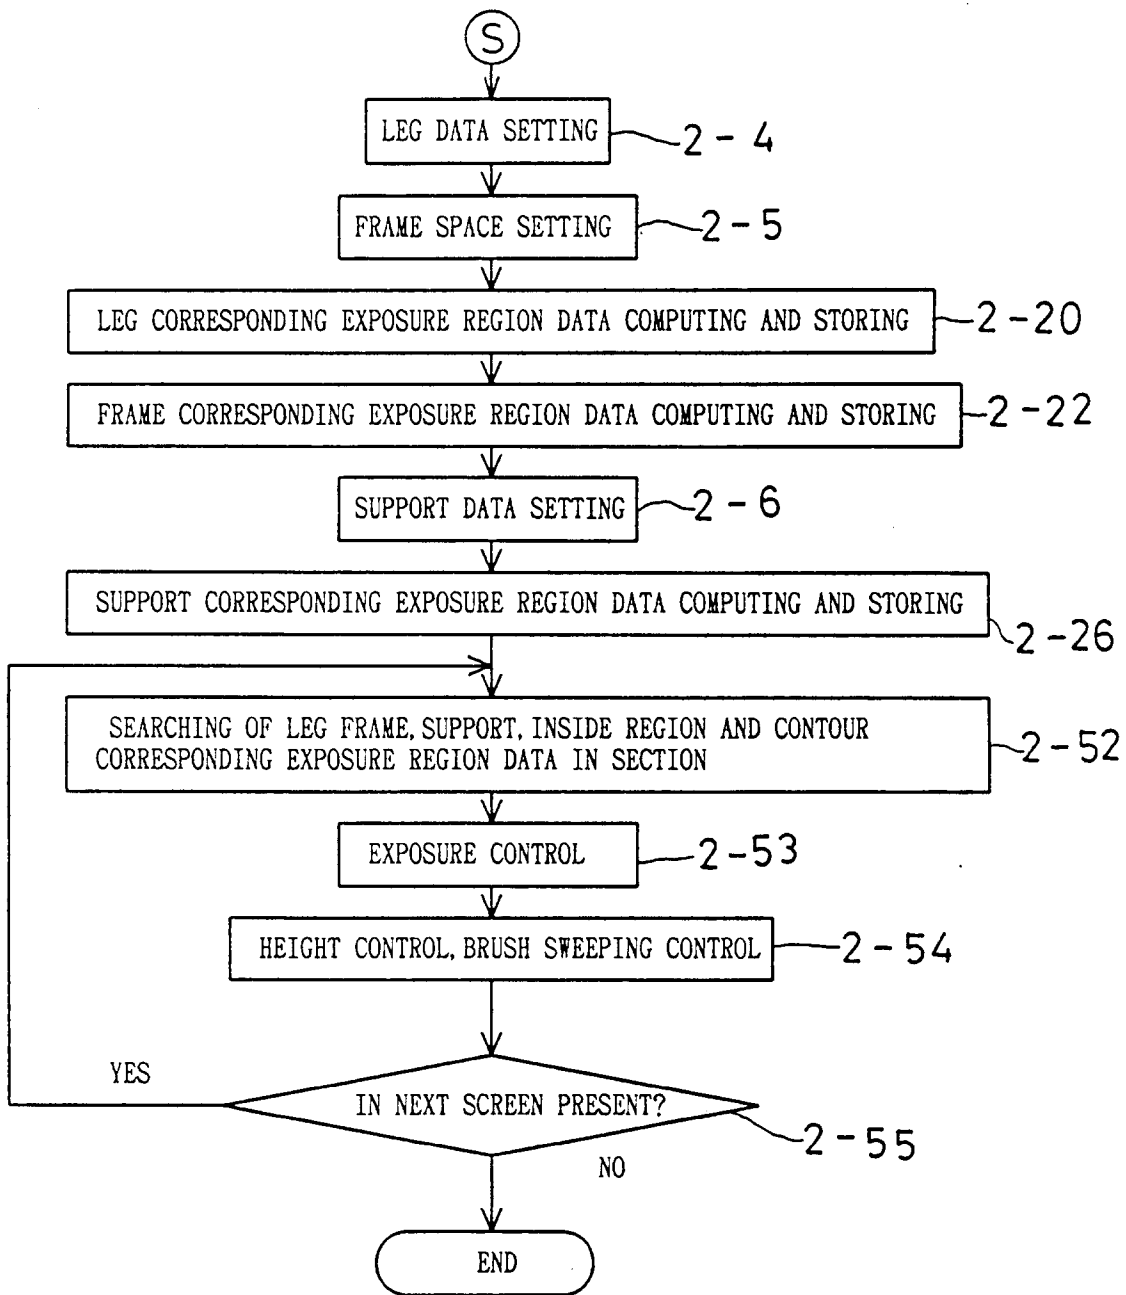 S
LEG DATA SETTING
2-4
FRAME SPACE SETTING
2-5
LEG CORRESPONDING EXPOSURE REGION DATA COMPUTING AND STORING
2-20
FRAME CORRESPONDING EXPOSURE REGION DATA COMPUTING AND STORING
2-22
SUPPORT DATA SETTING
2-6
SUPPORT CORRESPONDING EXPOSURE REGION DATA COMPUTING AND STORING
2-26
SEARCHING OF LEG FRAME, SUPPORT, INSIDE REGION AND CONTOUR
CORRESPONDING EXPOSURE REGION DATA IN SECTION
2-52
EXPOSURE CONTROL
2-53
HEIGHT CONTROL, BRUSH SWEEPING CONTROL
2-54
YES
IN NEXT SCREEN PRESENT?
2-55
NO
END